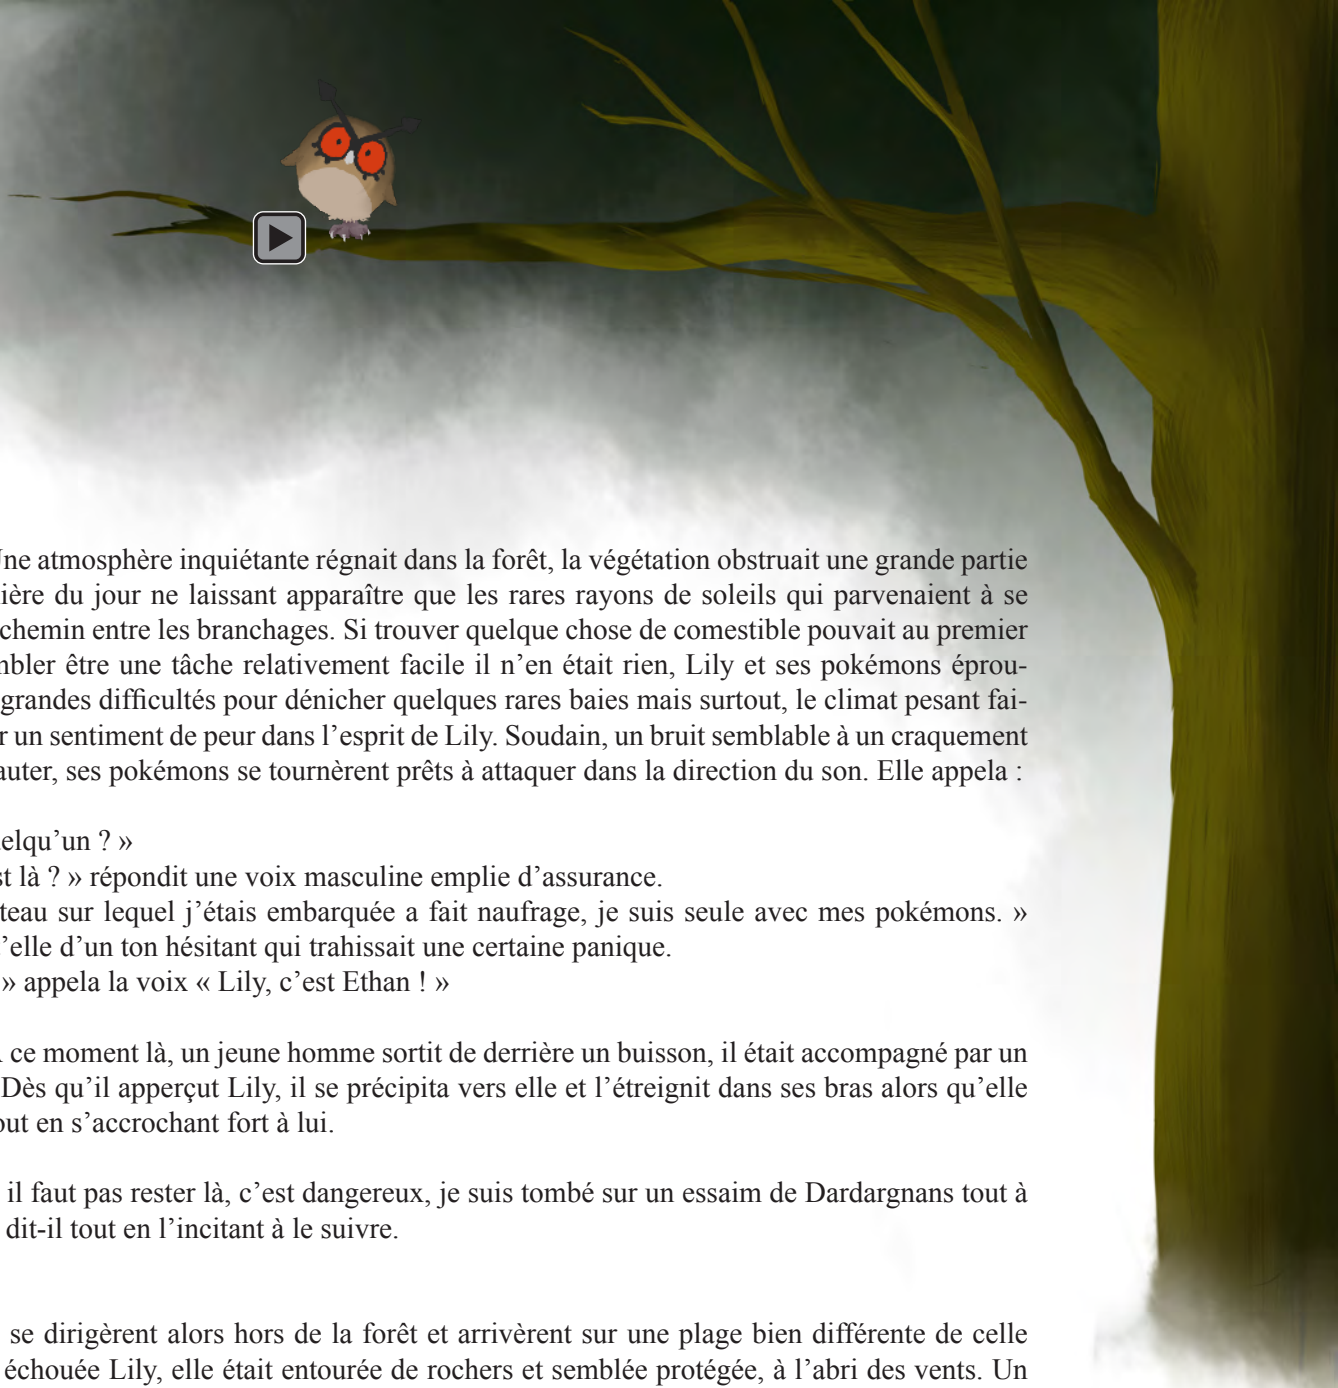 Une atmosphère inquiétante régnait dans la forêt, la végétation obstruait une grande partie
ière du jour ne laissant apparaître que les rares rayons de soleils qui parvenaient à se
chemin entre les branchages. Si trouver quelque chose de comestible pouvait au premier
mbler être une tâche relativement facile il n’en était rien, Lily et ses pokémons éprou-
grandes difficultés pour dénicher quelques rares baies mais surtout, le climat pesant fai-
r un sentiment de peur dans l’esprit de Lily. Soudain, un bruit semblable à un craquement
auter, ses pokémons se tournèrent prêts à attaquer dans la direction du son. Elle appela :
elqu’un ? »
st là ? » répondit une voix masculine emplie d’assurance.
teau sur lequel j’étais embarquée a fait naufrage, je suis seule avec mes pokémons. »
’elle d’un ton hésitant qui trahissait une certaine panique.
» appela la voix « Lily, c’est Ethan ! »
A ce moment là, un jeune homme sortit de derrière un buisson, il était accompagné par un
Dès qu’il apperçut Lily, il se précipita vers elle et l’étreignit dans ses bras alors qu’elle
out en s’accrochant fort à lui.
il faut pas rester là, c’est dangereux, je suis tombé sur un essaim de Dardargnans tout à
dit-il tout en l’incitant à le suivre.
se dirigèrent alors hors de la forêt et arrivèrent sur une plage bien différente de celle
échouée Lily, elle était entourée de rochers et semblée protégée, à l’abri des vents. Un